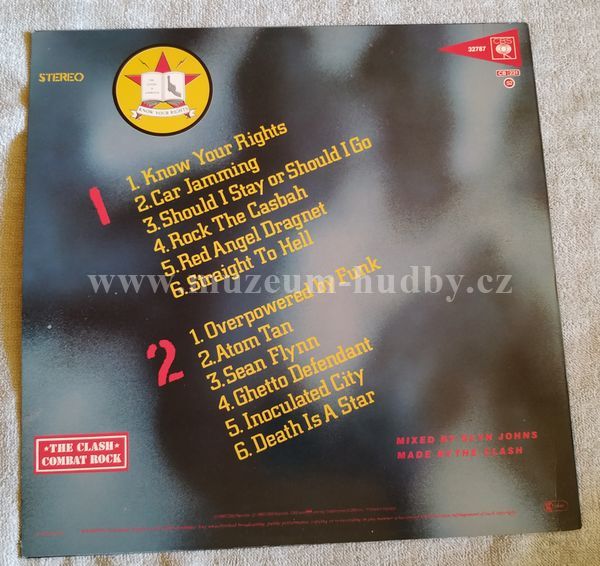 STEREO
KNOW YOUR RIGHTS
CBS
32787
1
1. Know Your Rights
2. Car Jamming
3. Should I Stay or Should I Go
4. Rock The Casbah
5. Red Angel Dragnet
6. Straight To Hell
www.muzeum-hudby.cz
2
1. Overpowered by Funk
2. Atom Tan
3. Sean Flynn
4. Ghetto Defendant
5. Inoculated City
6. Death Is A Star
★THE CLASH★
COMBAT ROCK
MIXED BY GLYN JOHNS
MADE BY THE CLASH